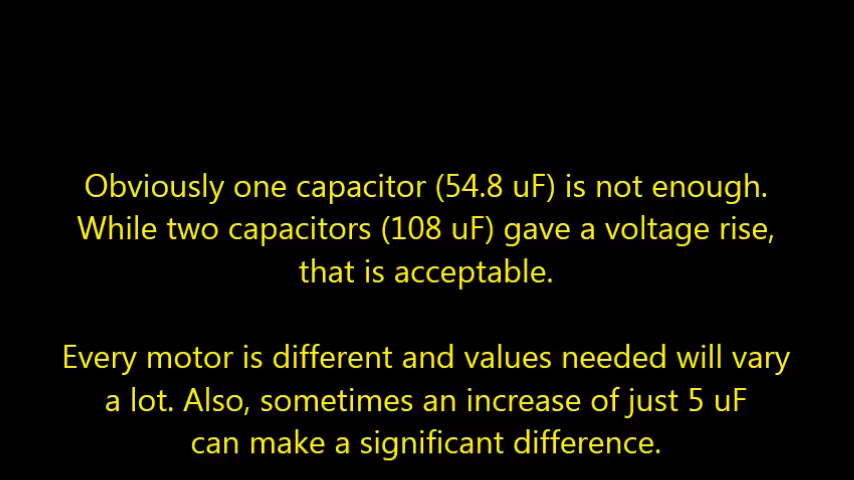 Obviously one capacitor (54.8 uF) is not enough.
While two capacitors (108 uF) gave a voltage rise,
that is acceptable.
Every motor is different and values needed will vary
a lot. Also, sometimes an increase of just 5 uF
can make a significant difference.